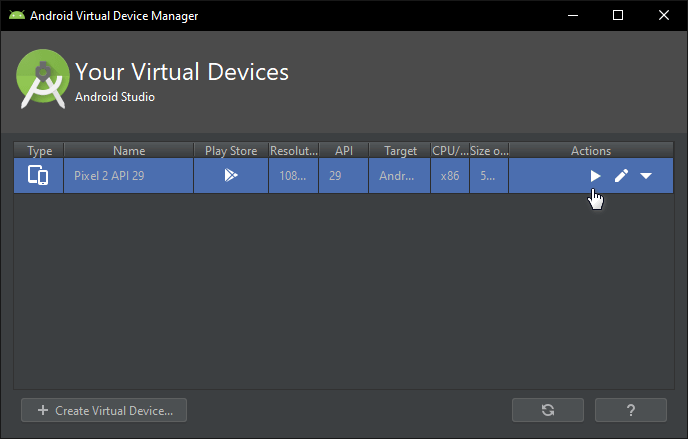 Android Virtual Device Manager
Your Virtual Devices
Android Studio
Type Name Play Store Resolut... API Target CPU/... Size o... Actions
Pixel 2 API 29 108... 29 Andr... x86 5...
+ Create Virtual Device... ?